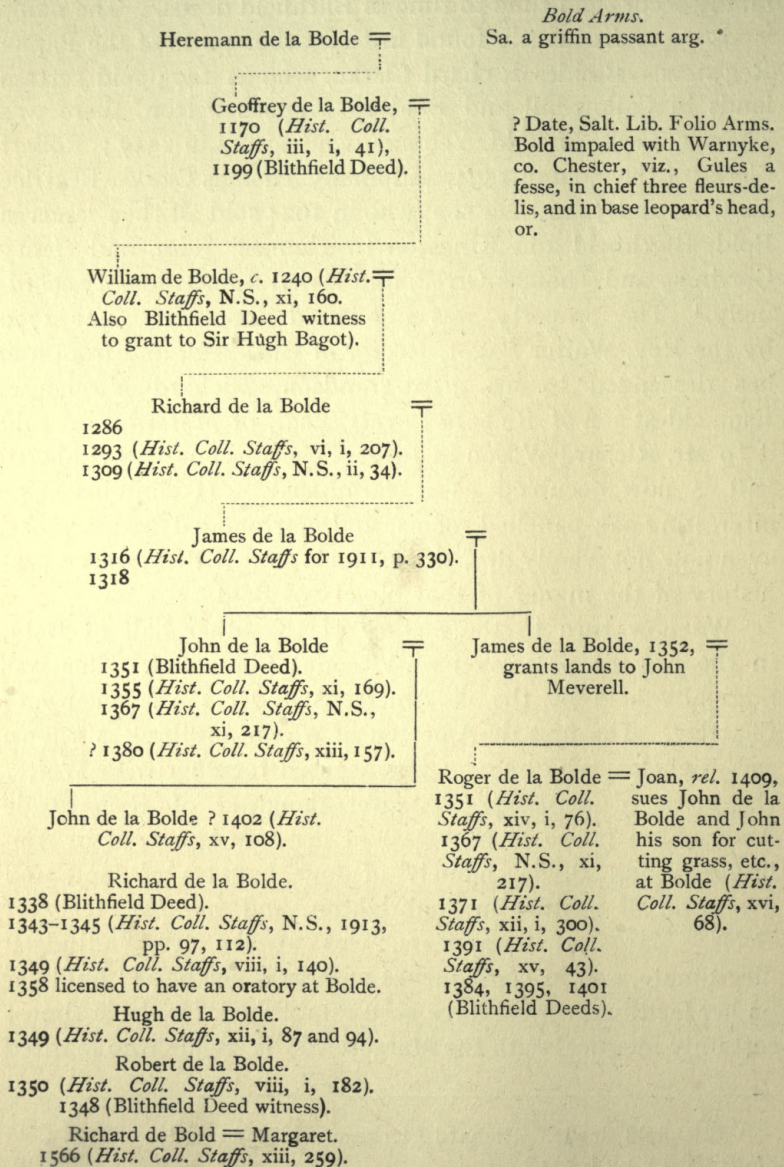 Bold Arms.
Sa. a griffin passant arg.
Heremann de la Bolde =
Geoffrey de la Bolde, =
1170 (Hist. Coll.
Staffs, iii, i, 41),
1199 (Blithfield Deed).
? Date, Salt. Lib. Folio Arms.
Bold impaled with Warnyke,
co. Chester, viz., Gules a
fesse, in chief three fleurs-de-
lis, and in base leopard's head,
or.
William de Bolde, c. 1240 (Hist. =
Coll. Staffs, N.S., xi, 160.
Also Blithfield Deed witness
to grant to Sir Hugh Bagot).
Richard de la Bolde =
1286
1293 (Hist. Coll. Staffs, vi, i, 207).
1309 (Hist. Coll. Staffs, N.S., ii, 34).
James de la Bolde =
1316 (Hist. Coll. Staffs for 1911, p. 330).
1318
John de la Bolde =
1351 (Blithfield Deed).
1355 (Hist. Coll. Staffs, xi, 169).
1367 (Hist. Coll. Staffs, N.S.,
xi, 217).
? 1380 (Hist. Coll. Staffs, xiii, 157).
James de la Bolde, 1352, =
grants lands to John
Meverell.
John de la Bolde ? 1402 (Hist.
Coll. Staffs, xv, 108).
Roger de la Bolde =
1351 (Hist. Coll.
Staffs, xiv, i, 76).
1367 (Hist. Coll.
Staffs, N.S., xi,
217).
1371 (Hist. Coll.
Staffs, xii, i, 300).
1391 (Hist. Coll.
Staffs, xv, 43).
1384, 1395, 1401
(Blithfield Deeds).
Joan, rel. 1409,
sues John de la
Bolde and John
his son for cut-
ting grass, etc.,
at Bolde (Hist.
Coll. Staffs, xvi,
68).
Richard de la Bolde.
1338 (Blithfield Deed).
1343–1345 (Hist. Coll. Staffs, N.S., 1913,
pp. 97, 112).
1349 (Hist. Coll. Staffs, viii, i, 140).
1358 licensed to have an oratory at Bolde.
Hugh de la Bolde.
1349 (Hist. Coll. Staffs, xii, i, 87 and 94).
Robert de la Bolde.
1350 (Hist. Coll. Staffs, viii, i, 182).
1348 (Blithfield Deed witness).
Richard de Bold = Margaret.
1566 (Hist. Coll. Staffs, xiii, 259).